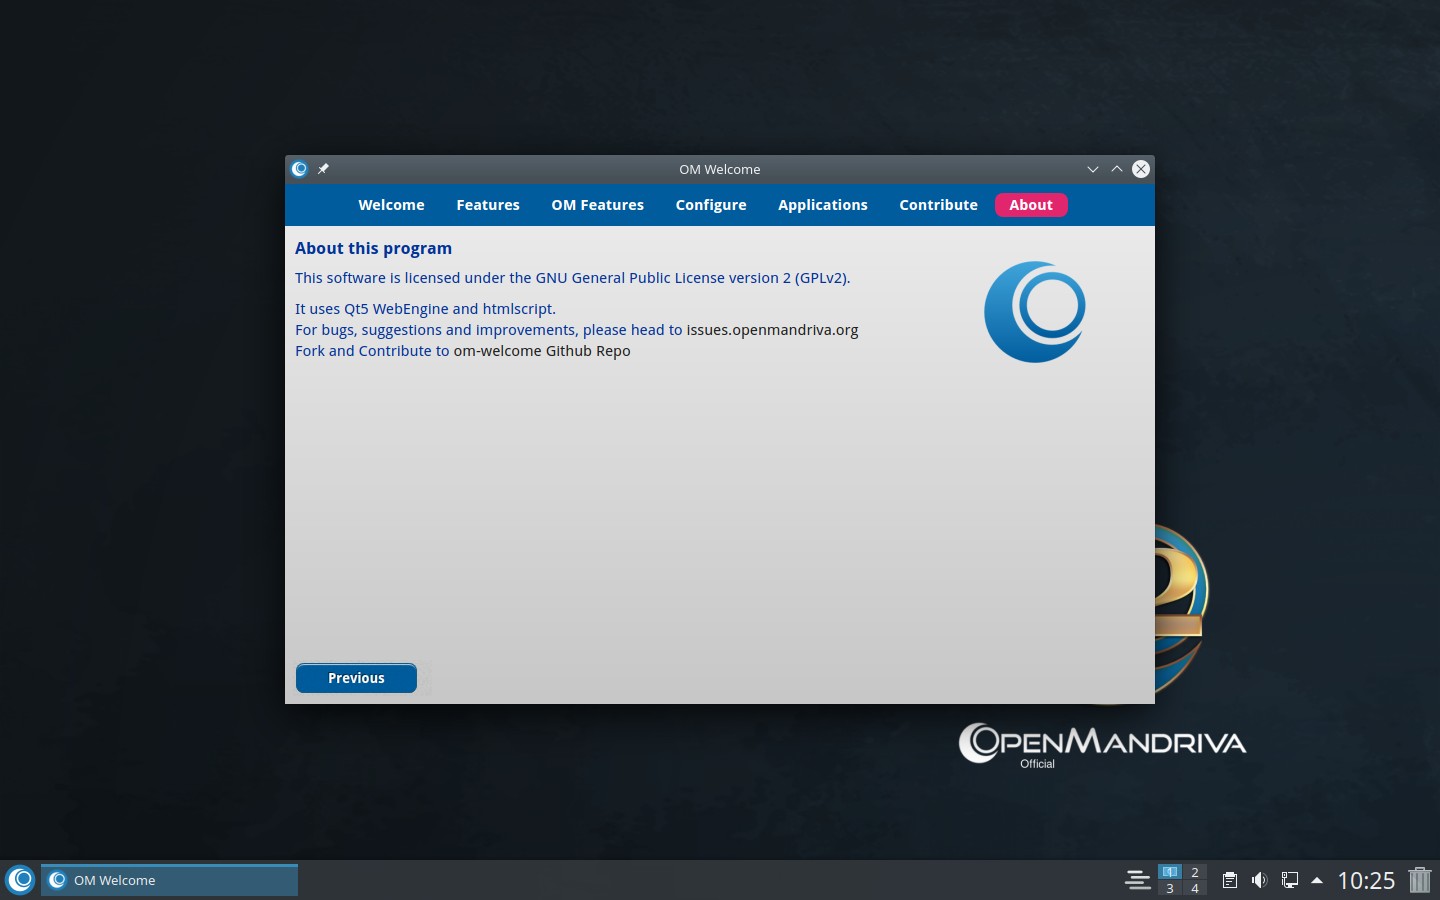 OM Welcome
Welcome Features OM Features Configure Applications Contribute About
About this program
This software is licensed under the GNU General Public License version 2 (GPLv2).
It uses Qt5 WebEngine and htmlscript.
For bugs, suggestions and improvements, please head to issues.openmandriva.org
Fork and Contribute to om-welcome Github Repo
2
Previous
OPENMANDRIVA
Official
OM Welcome
1 2
3 4
10:25